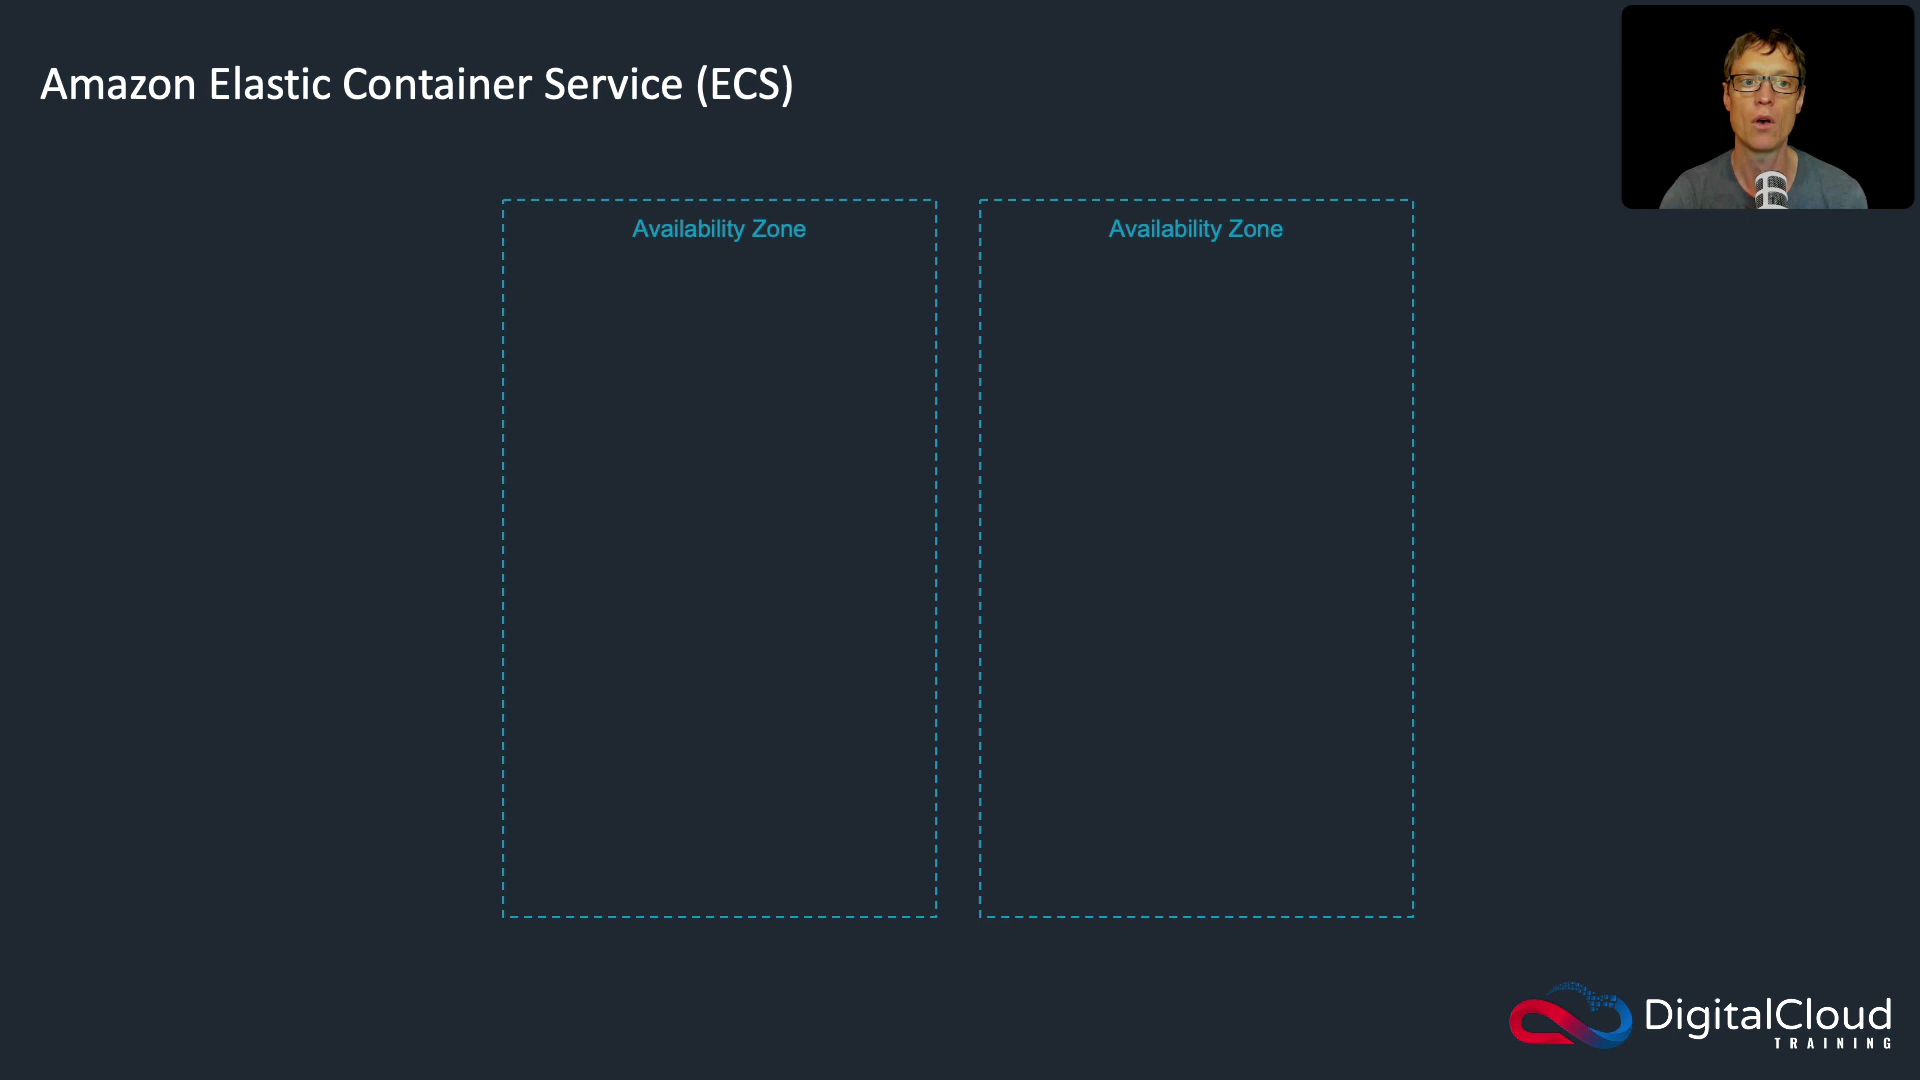 Amazon Elastic Container Service (ECS)
Availability Zone
Availability Zone
DigitalCloud
TRAINING